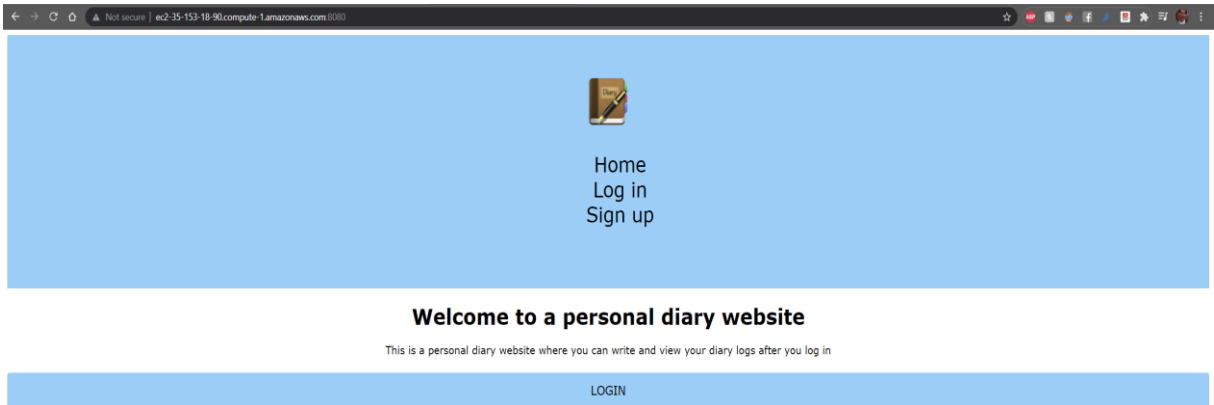 Not secure | ec2-35-153-18-90.compute-1.amazonaws.com:8080
Diary
Home
Log in
Sign up
Welcome to a personal diary website
This is a personal diary website where you can write and view your diary logs after you log in
LOGIN